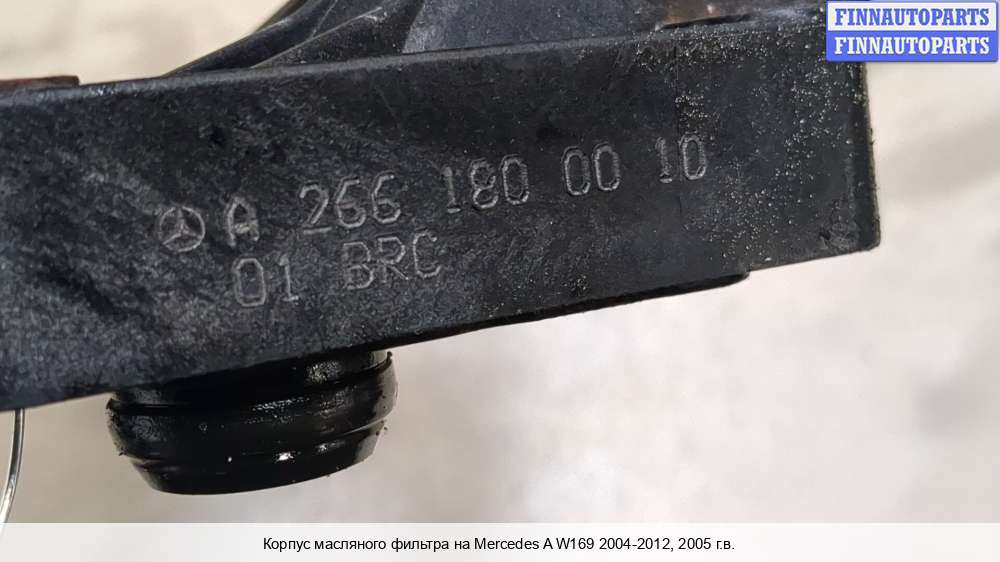 FINNAUTOPARTS
FINNAUTOPARTS
A 266 180 00 10
01 BRC
Корпус масляного фильтра на Mercedes A W169 2004-2012, 2005 г.в.